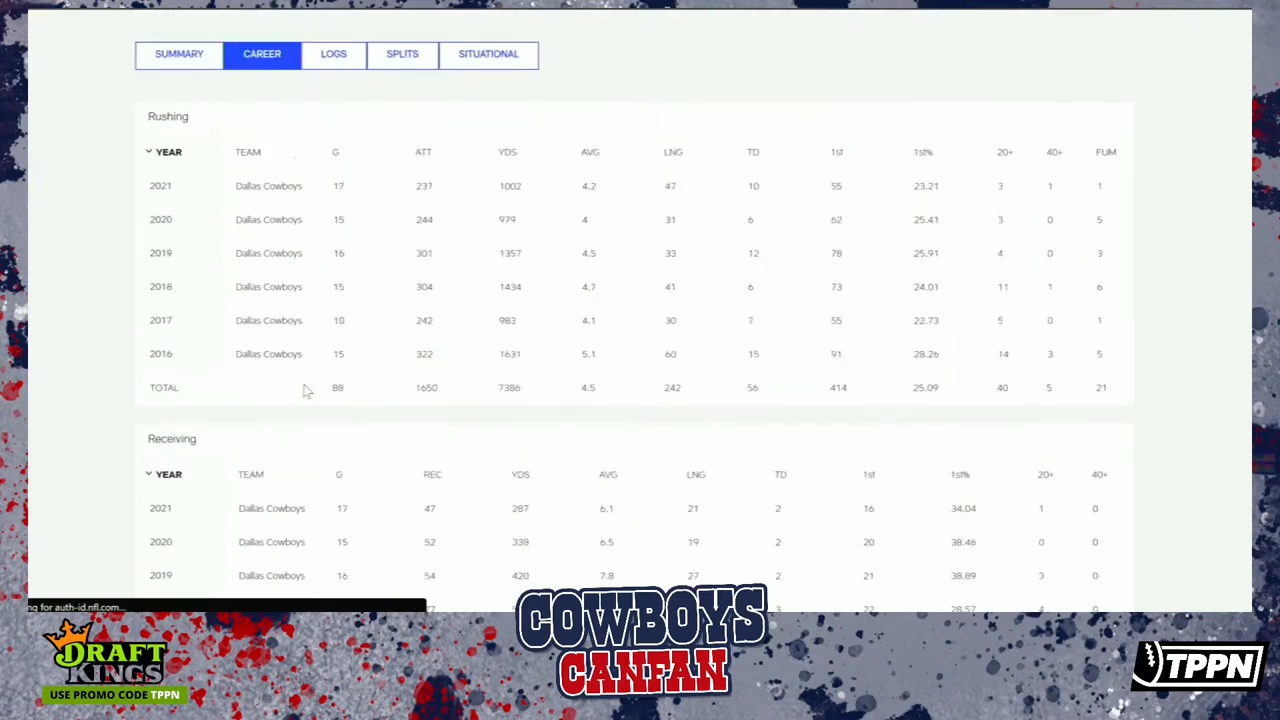 SUMMARY CAREER LOGS SPLITS SITUATIONAL
Rushing
YEAR TEAM G ATT YDS AVG LNG TD 1st 1st% 20+ 40+ FUM
2021 Dallas Cowboys 17 237 1002 4.2 47 10 55 23.21 3 1 1
2020 Dallas Cowboys 15 244 979 4 31 6 62 25.41 3 0 5
2019 Dallas Cowboys 16 301 1357 4.5 33 12 78 25.91 4 0 3
2018 Dallas Cowboys 15 304 1434 4.7 41 6 73 24.01 11 1 6
2017 Dallas Cowboys 10 242 983 4.1 30 7 55 22.73 5 0 1
2016 Dallas Cowboys 15 322 1631 5.1 60 15 91 28.26 14 3 5
TOTAL 88 1650 7386 4.5 242 56 414 25.09 40 5 21
Receiving
YEAR TEAM G REC YDS AVG LNG TD 1st 1st% 20+ 40+
2021 Dallas Cowboys 17 47 287 6.1 21 2 16 34.04 1 0
2020 Dallas Cowboys 15 52 338 6.5 19 2 20 38.46 0 0
2019 Dallas Cowboys 16 54 420 7.8 27 2 21 38.89 3 0
ng for auth-id.nfl.com...
COWBOYS
CANFAN
DRAFT
KINGS
USE PROMO CODE TPPN
TPPN